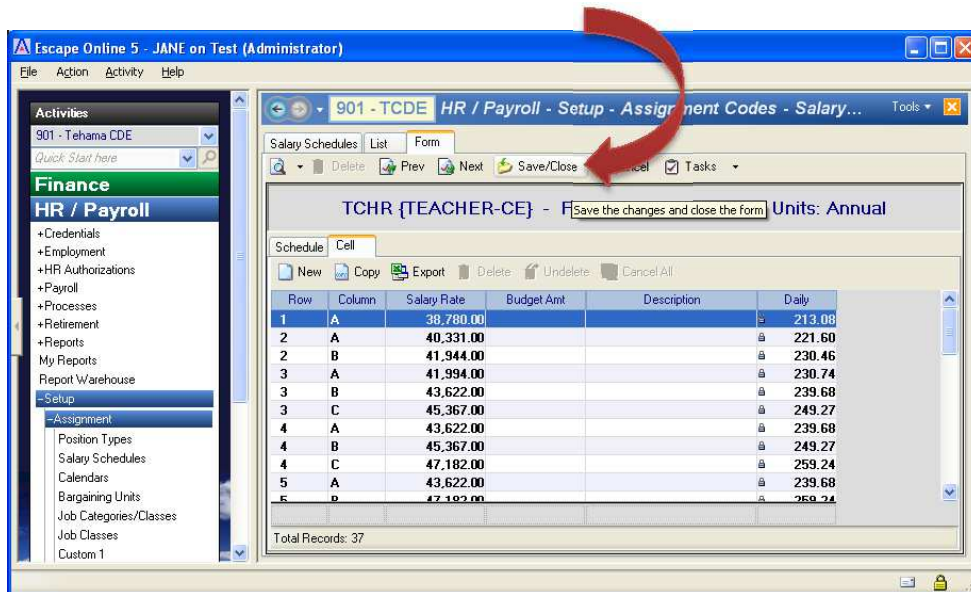 Escape Online 5 - JANE on Test (Administrator)
File Action Activity Help
Activities
901 - Tehama CDE
Quick Start here
Finance
HR / Payroll
+Credentials
+Employment
+HR Authorizations
+Payroll
+Processes
+Retirement
+Reports
My Reports
Report Warehouse
-Setup
-Assignment
Position Types
Salary Schedules
Calendars
Bargaining Units
Job Categories/Classes
Job Classes
Custom 1
901 - TCDE HR / Payroll - Setup - Assignment Codes - Salary... Tools
Salary Schedules List Form
Delete Prev Next Save/Close Tasks
TCHR {TEACHER-CE} - Units: Annual
Save the changes and close the form
Schedule Cell
New Copy Export Delete Undelete Cancel All
Row Column Salary Rate Budget Amt Description Daily
1 A 38,780.00 213.08
2 A 40,331.00 221.60
2 B 41,944.00 230.46
3 A 41,994.00 230.74
3 B 43,622.00 239.68
3 C 45,367.00 249.27
4 A 43,622.00 239.68
4 B 45,367.00 249.27
4 C 47,182.00 259.24
5 A 43,622.00 239.68
5 B 47,182.00 259.24
Total Records: 37